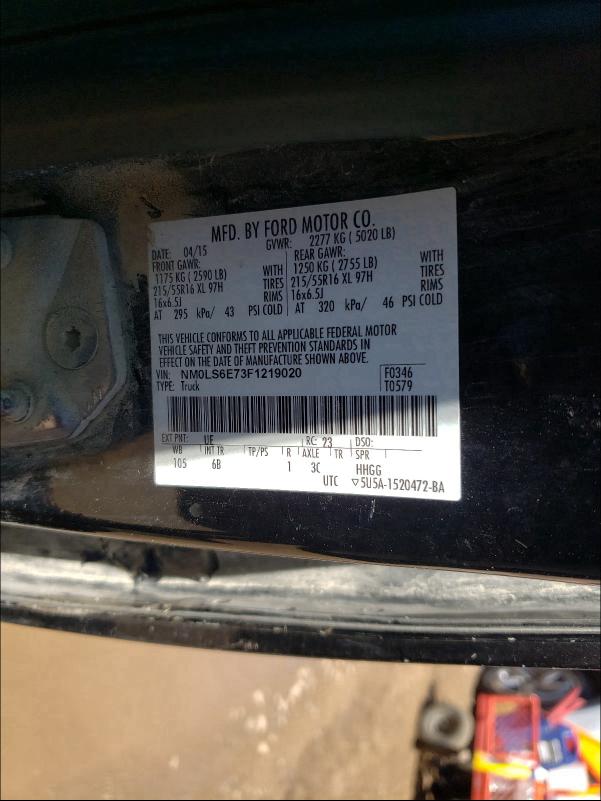 MFD. BY FORD MOTOR CO.
DATE: 04/15 GVWR: 2277 KG ( 5020 LB)
FRONT GAWR: REAR GAWR:
1175 KG ( 2590 LB) WITH 1250 KG ( 2755 LB) WITH
215/55R16 XL 97H TIRES 215/55R16 XL 97H TIRES
16x6.5J RIMS 16x6.5J RIMS
AT 295 kPa/ 43 PSI COLD AT 320 kPa/ 46 PSI COLD
THIS VEHICLE CONFORMS TO ALL APPLICABLE FEDERAL MOTOR
VEHICLE SAFETY AND THEFT PREVENTION STANDARDS IN
EFFECT ON THE DATE OF MANUFACTURE SHOWN ABOVE.
VIN: NM0LS6E73F1219020 F0346
TYPE: Truck T0579
EXT PNT: UE RC: 23 DSO:
WB INT TR TP/PS R AXLE TR SPR
105 6B 1 3C HHGG
UTC ▽5U5A-1520472-BA